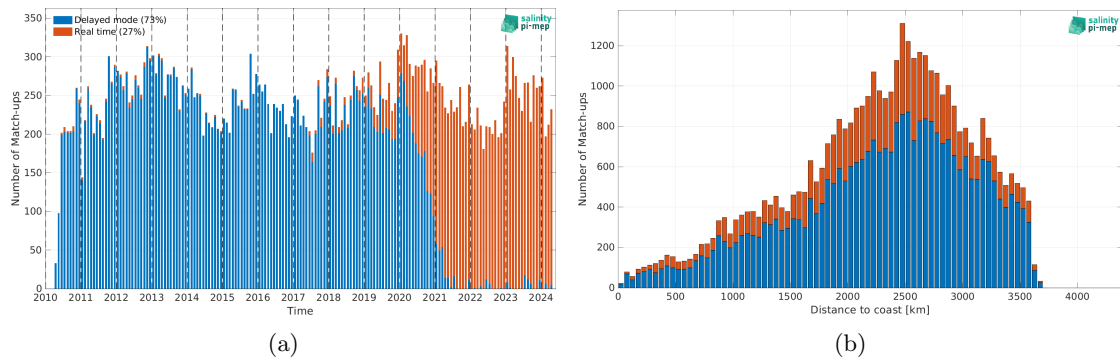 Delayed mode (73%)
Real time (27%)
salinity
pi-mep
Number of Match-ups
350
300
250
200
150
100
50
0
2010 2011 2012 2013 2014 2015 2016 2017 2018 2019 2020 2021 2022 2023 2024
Time
(a)
salinity
pi-mep
Number of Match-ups
1200
1000
800
600
400
200
0
0 500 1000 1500 2000 2500 3000 3500 4000
Distance to coast [km]
(b)